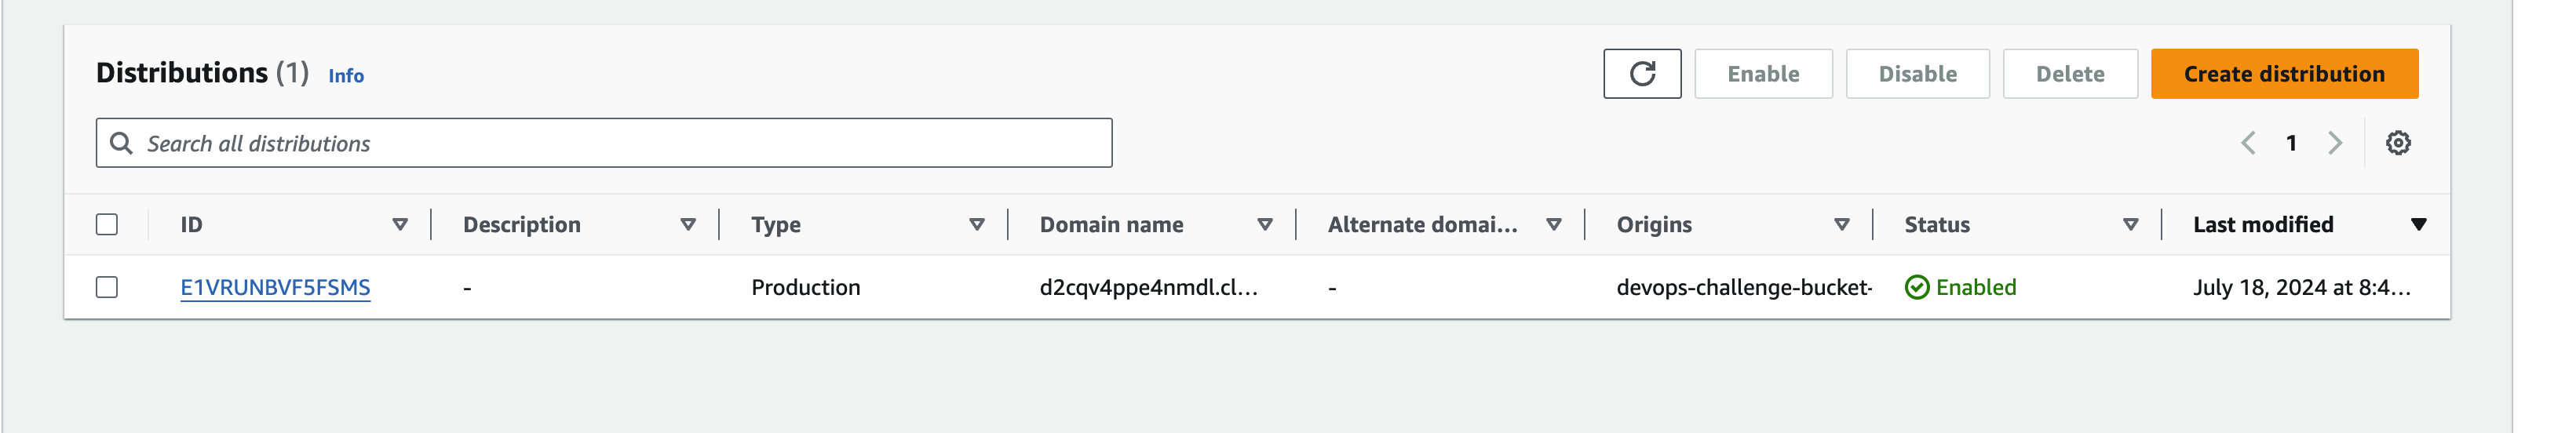 Distributions (1) Info
Enable Disable Delete Create distribution
Search all distributions
1
ID Description Type Domain name Alternate domai... Origins Status Last modified
E1VRUNBVF5FSMS - Production d2cqv4ppe4nmdl.cl... - devops-challenge-bucket- Enabled July 18, 2024 at 8:4...